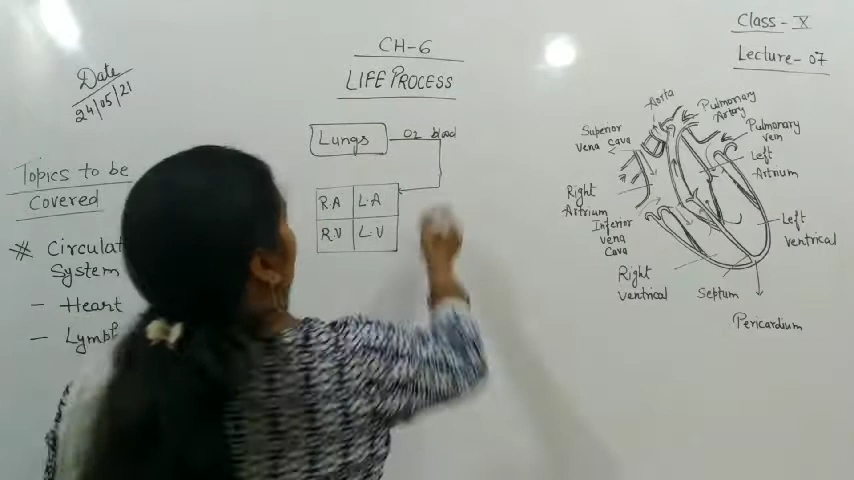 Class - X
Lecture - 07
CH-6
LIFE PROCESS
Date
24/05/21
Topics to be
Covered
* Circulat
System
- Heart
- Lymph
Lungs
O2 blood
R.A L.A
R.V L.V
Aorta
Pulmonary
Artery
Pulmonary
vein
Superior
vena cava
Left
Atrium
Right
Artrium
Inferior
vena
Cava
Left
ventrical
Right
ventrical
Septum
Pericardium